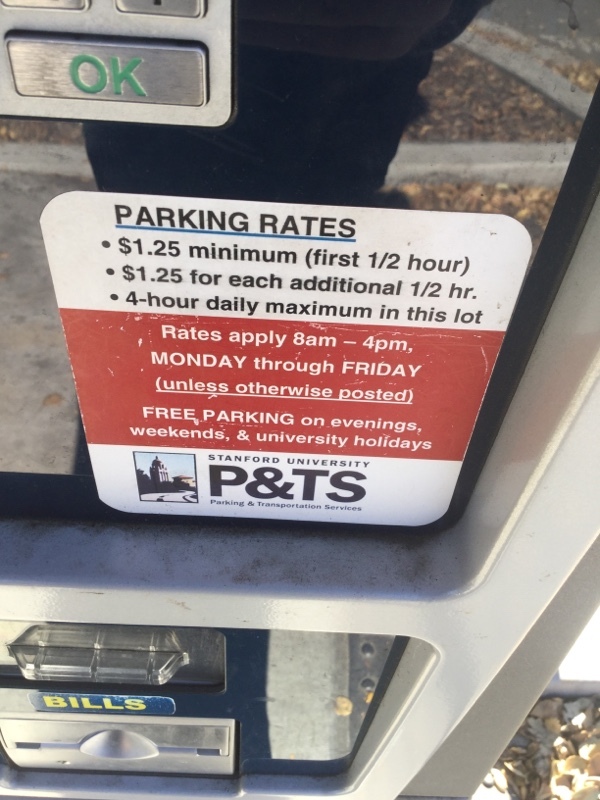 OK
PARKING RATES
• $1.25 minimum (first 1/2 hour)
• $1.25 for each additional 1/2 hr.
• 4-hour daily maximum in this lot
Rates apply 8am – 4pm,
MONDAY through FRIDAY
(unless otherwise posted)
FREE PARKING on evenings,
weekends, & university holidays
STANFORD UNIVERSITY
P&TS
Parking & Transportation Services
BILLS